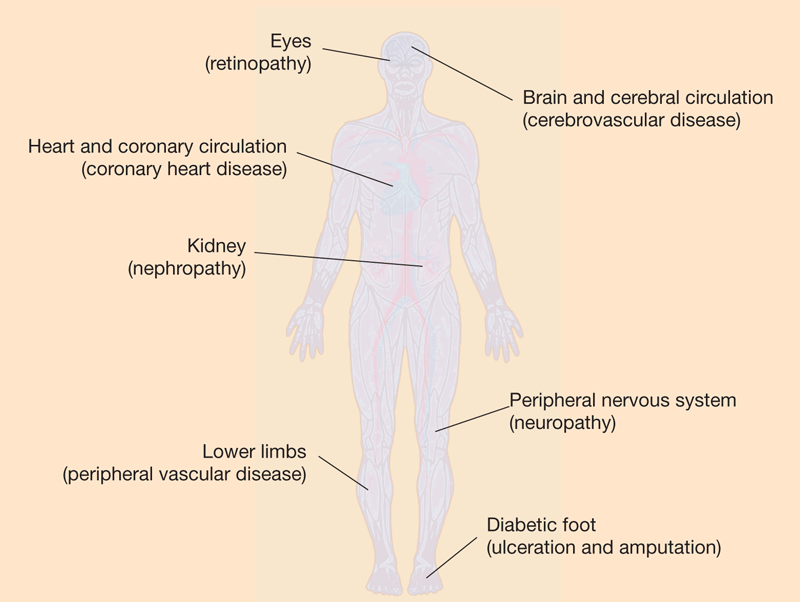 Eyes
(retinopathy)
Brain and cerebral circulation
(cerebrovascular disease)
Heart and coronary circulation
(coronary heart disease)
Kidney
(nephropathy)
Peripheral nervous system
(neuropathy)
Lower limbs
(peripheral vascular disease)
Diabetic foot
(ulceration and amputation)